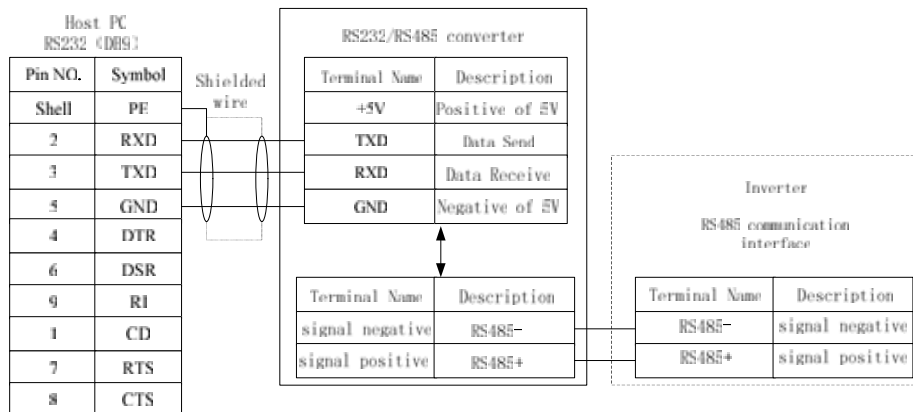 Host PC
RS232 (DB9)
Pin NO. Symbol
Shell PE
2 RXD
3 TXD
5 GND
4 DTR
6 DSR
9 RI
1 CD
7 RTS
8 CTS
Shielded
wire
RS232/RS485 converter
Terminal Name Description
+5V Positive of 5V
TXD Data Send
RXD Data Receive
GND Negative of 5V
Terminal Name Description
signal negative RS485-
signal positive RS485+
Inverter
RS485 communication
interface
Terminal Name Description
RS485- signal negative
RS485+ signal positive